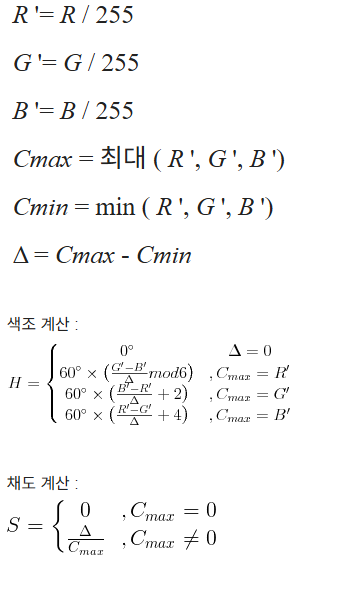 R '= R / 255
G '= G / 255
B '= B / 255
Cmax = 최대 ( R ', G ', B ')
Cmin = min ( R ', G ', B ')
Δ = Cmax - Cmin
색조 계산 :
H = { 0° Δ = 0
60° × (G′−B′/Δ mod6) , Cmax = R′
60° × (B′−R′/Δ + 2) , Cmax = G′
60° × (R′−G′/Δ + 4) , Cmax = B′
채도 계산 :
S = { 0 , Cmax = 0
Δ/Cmax , Cmax ≠ 0